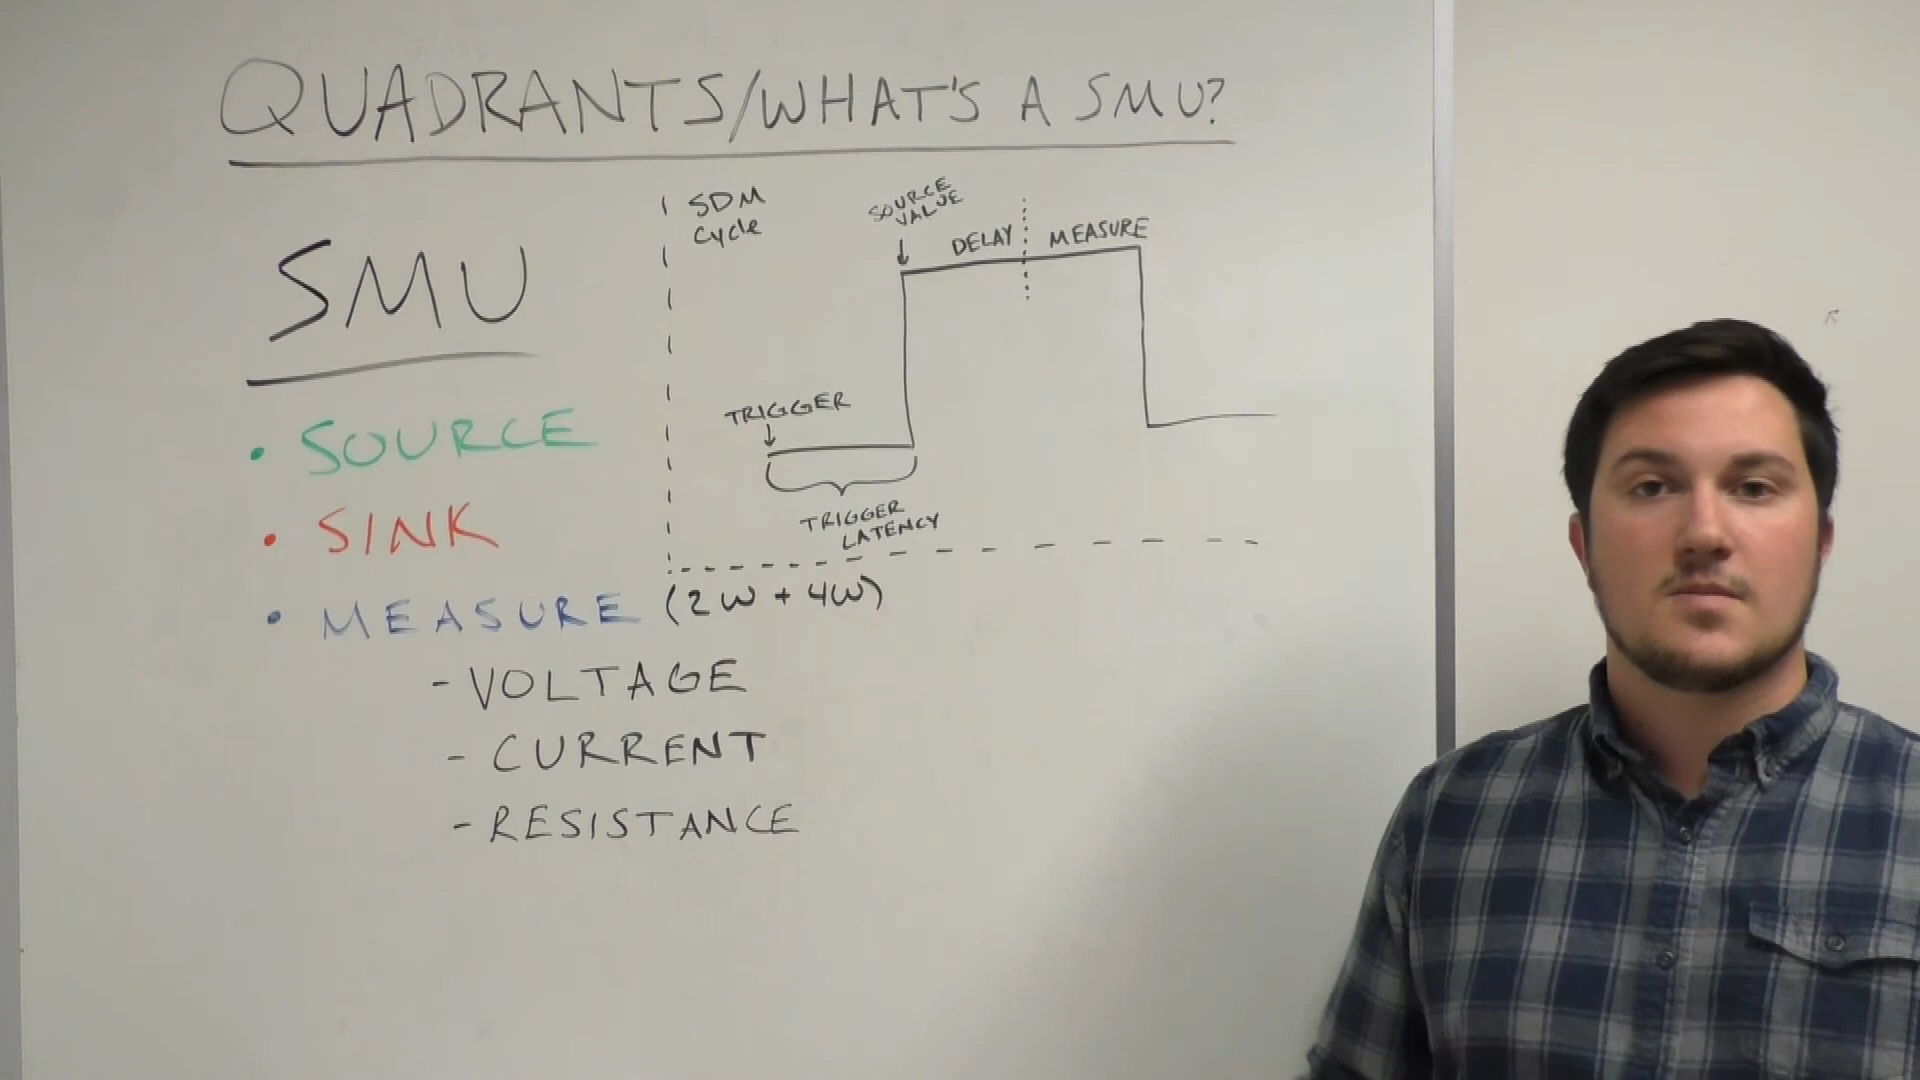 QUADRANTS/WHAT'S A SMU?
SMU
• SOURCE
• SINK
• MEASURE (2W + 4W)
- VOLTAGE
- CURRENT
- RESISTANCE
SDM
Cycle
SOURCE
VALUE
DELAY
MEASURE
TRIGGER
TRIGGER
LATENCY